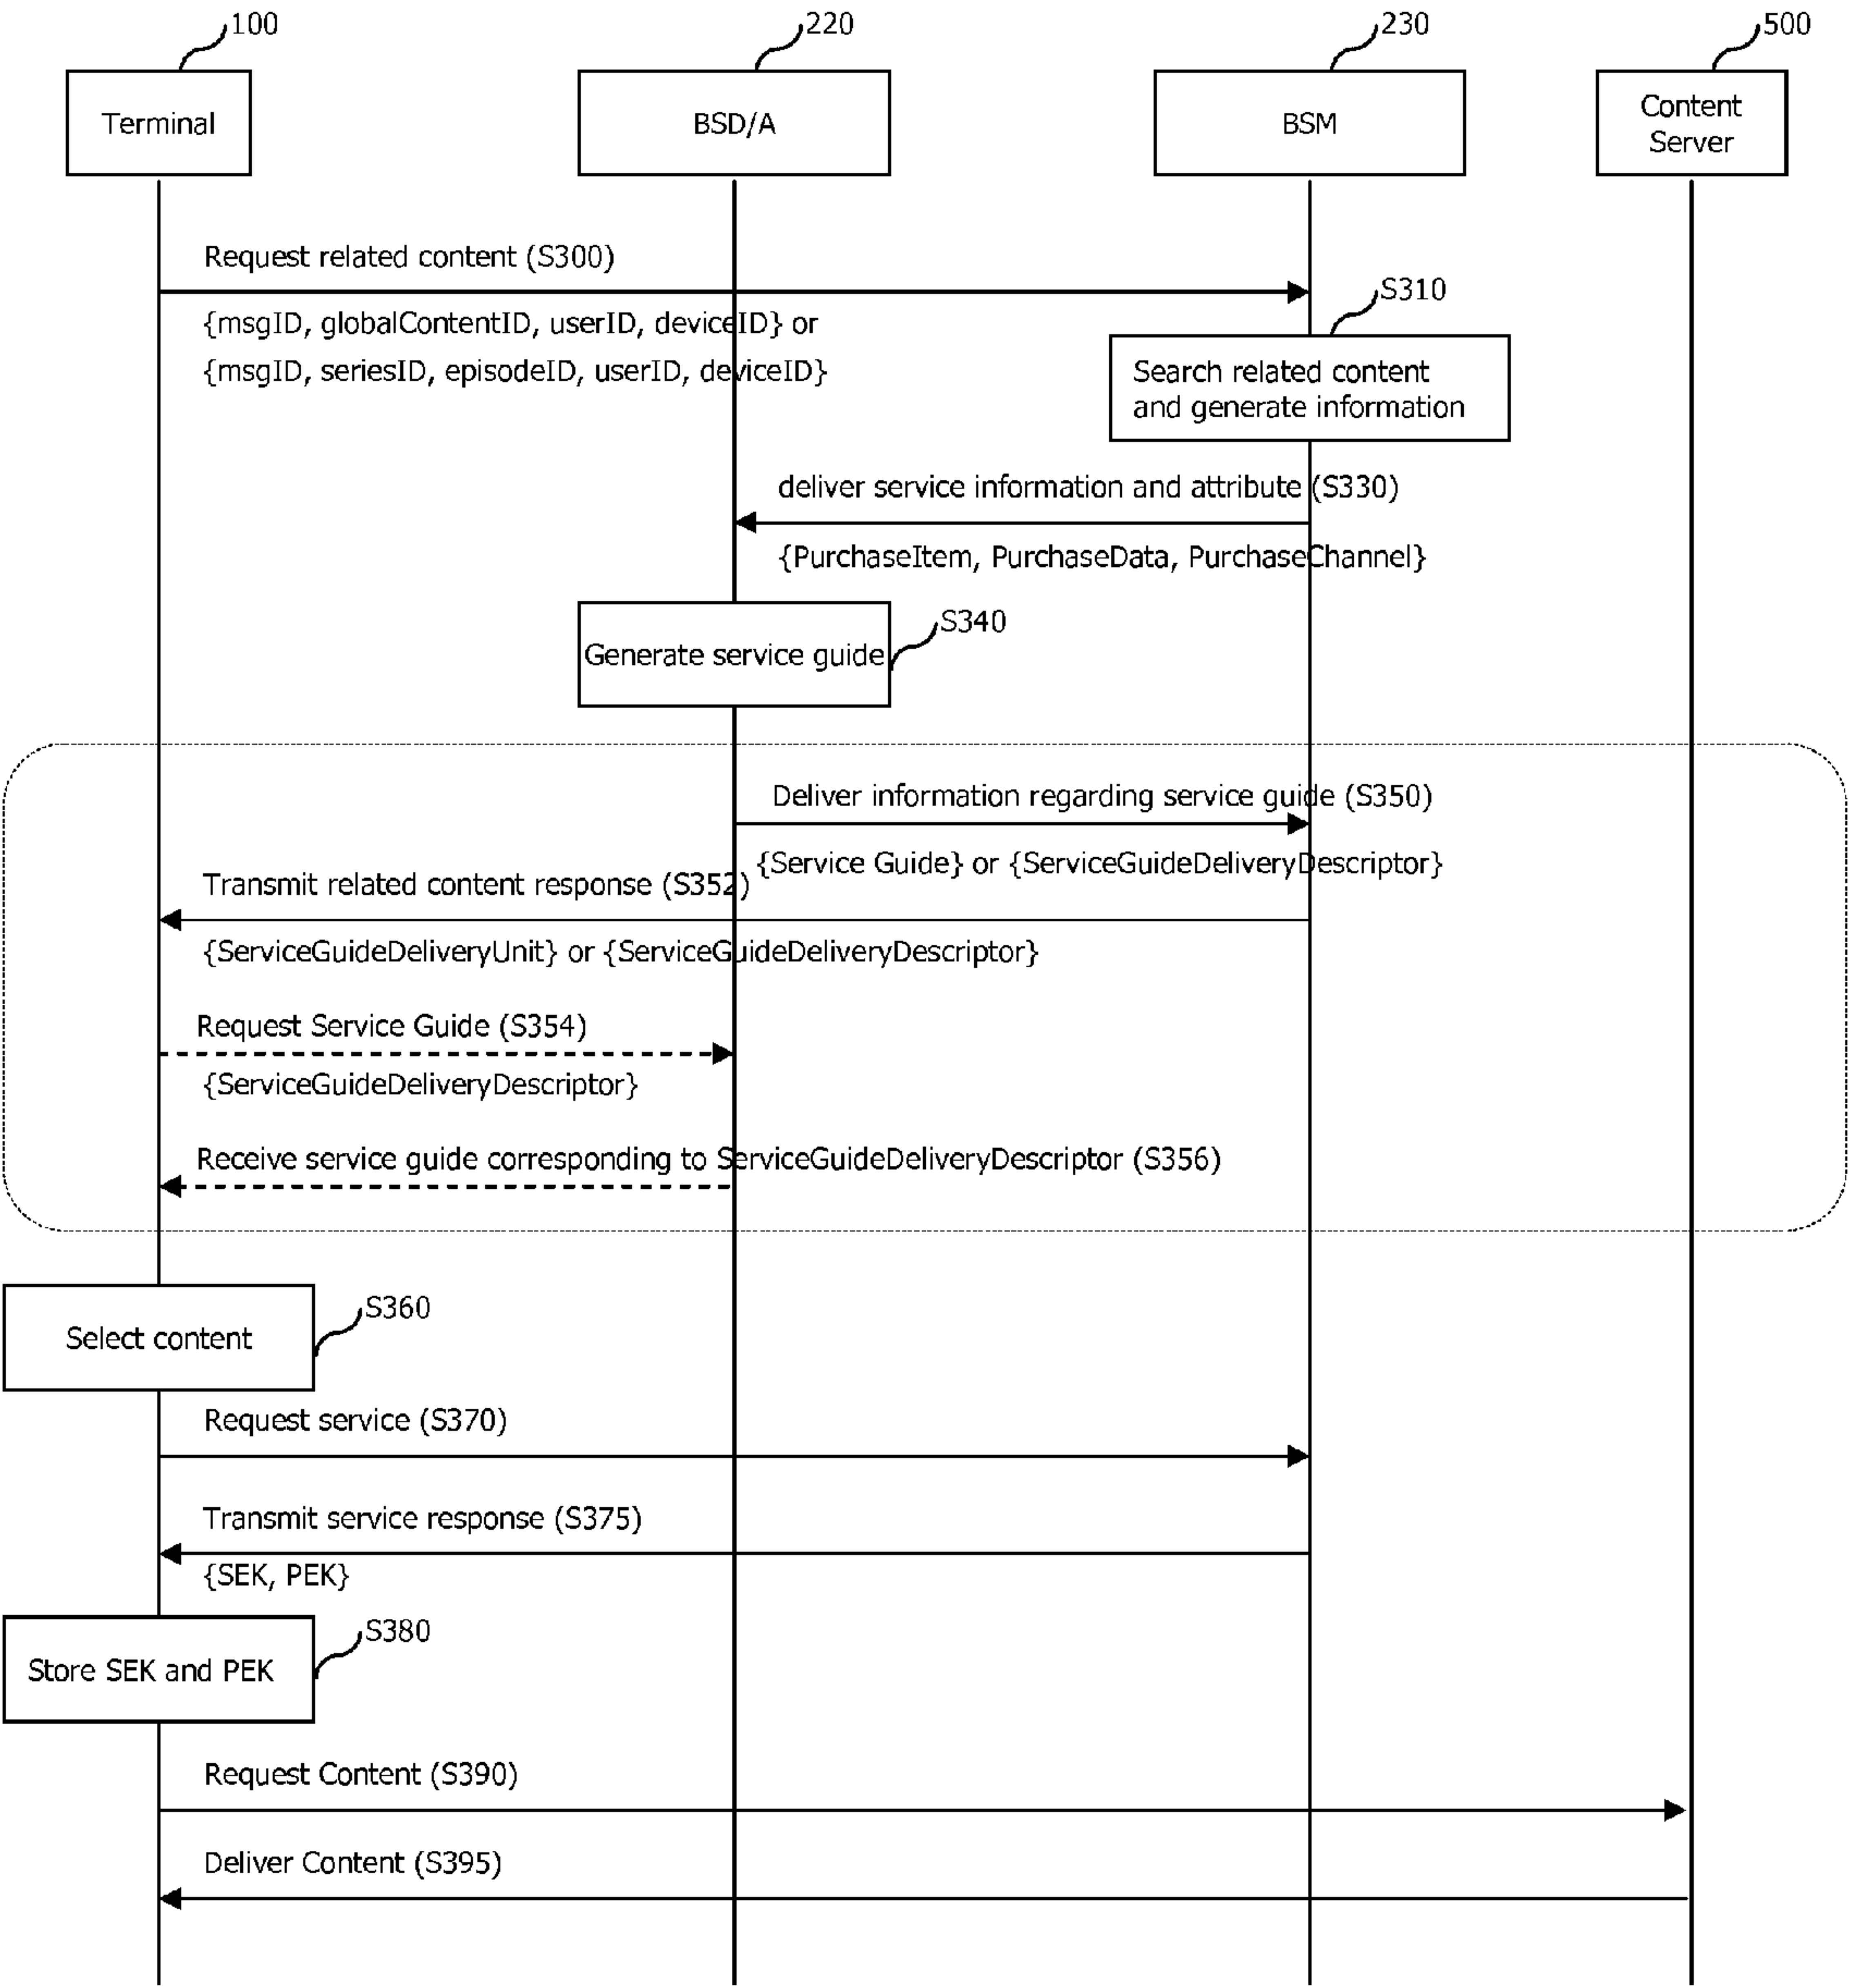 100
220
230
500
Terminal
BSD/A
BSM
Content
Server
Request related content (S300)
{msgID, globalContentID, userID, deviceID} or
{msgID, seriesID, episodeID, userID, deviceID}
S310
Search related content
and generate information
deliver service information and attribute (S330)
{PurchaseItem, PurchaseData, PurchaseChannel}
S340
Generate service guide
Deliver information regarding service guide (S350)
{Service Guide} or {ServiceGuideDeliveryDescriptor}
Transmit related content response (S352)
{ServiceGuideDeliveryUnit} or {ServiceGuideDeliveryDescriptor}
Request Service Guide (S354)
{ServiceGuideDeliveryDescriptor}
Receive service guide corresponding to ServiceGuideDeliveryDescriptor (S356)
S360
Select content
Request service (S370)
Transmit service response (S375)
{SEK, PEK}
S380
Store SEK and PEK
Request Content (S390)
Deliver Content (S395)